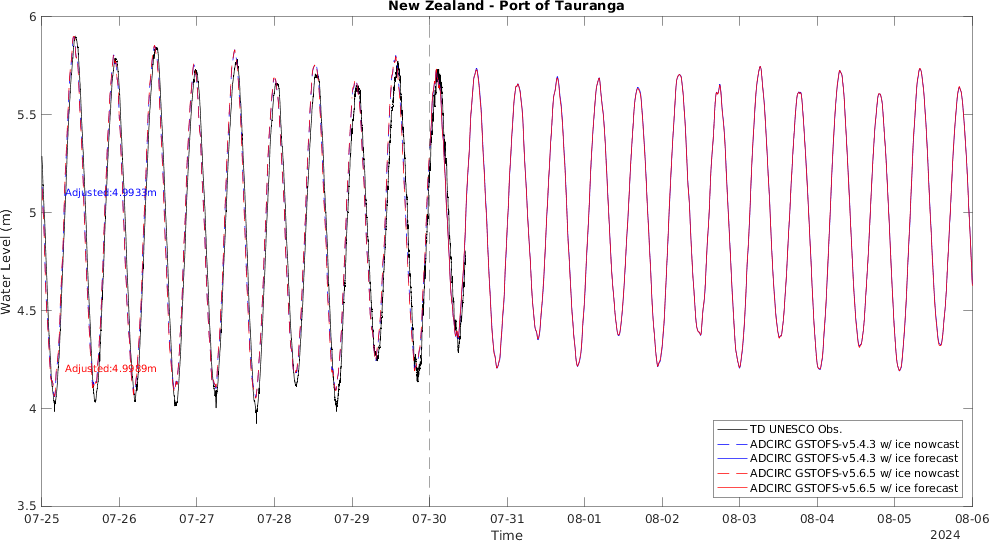 New Zealand - Port of Tauranga
Water Level (m)
6
5.5
5
4.5
4
3.5
Adjusted:4.9933m
Adjusted:4.9989m
TD UNESCO Obs.
ADCIRC GSTOFS-v5.4.3 w/ ice nowcast
ADCIRC GSTOFS-v5.4.3 w/ ice forecast
ADCIRC GSTOFS-v5.6.5 w/ ice nowcast
ADCIRC GSTOFS-v5.6.5 w/ ice forecast
07-25 07-26 07-27 07-28 07-29 07-30 07-31 08-01 08-02 08-03 08-04 08-05 08-06
Time
2024